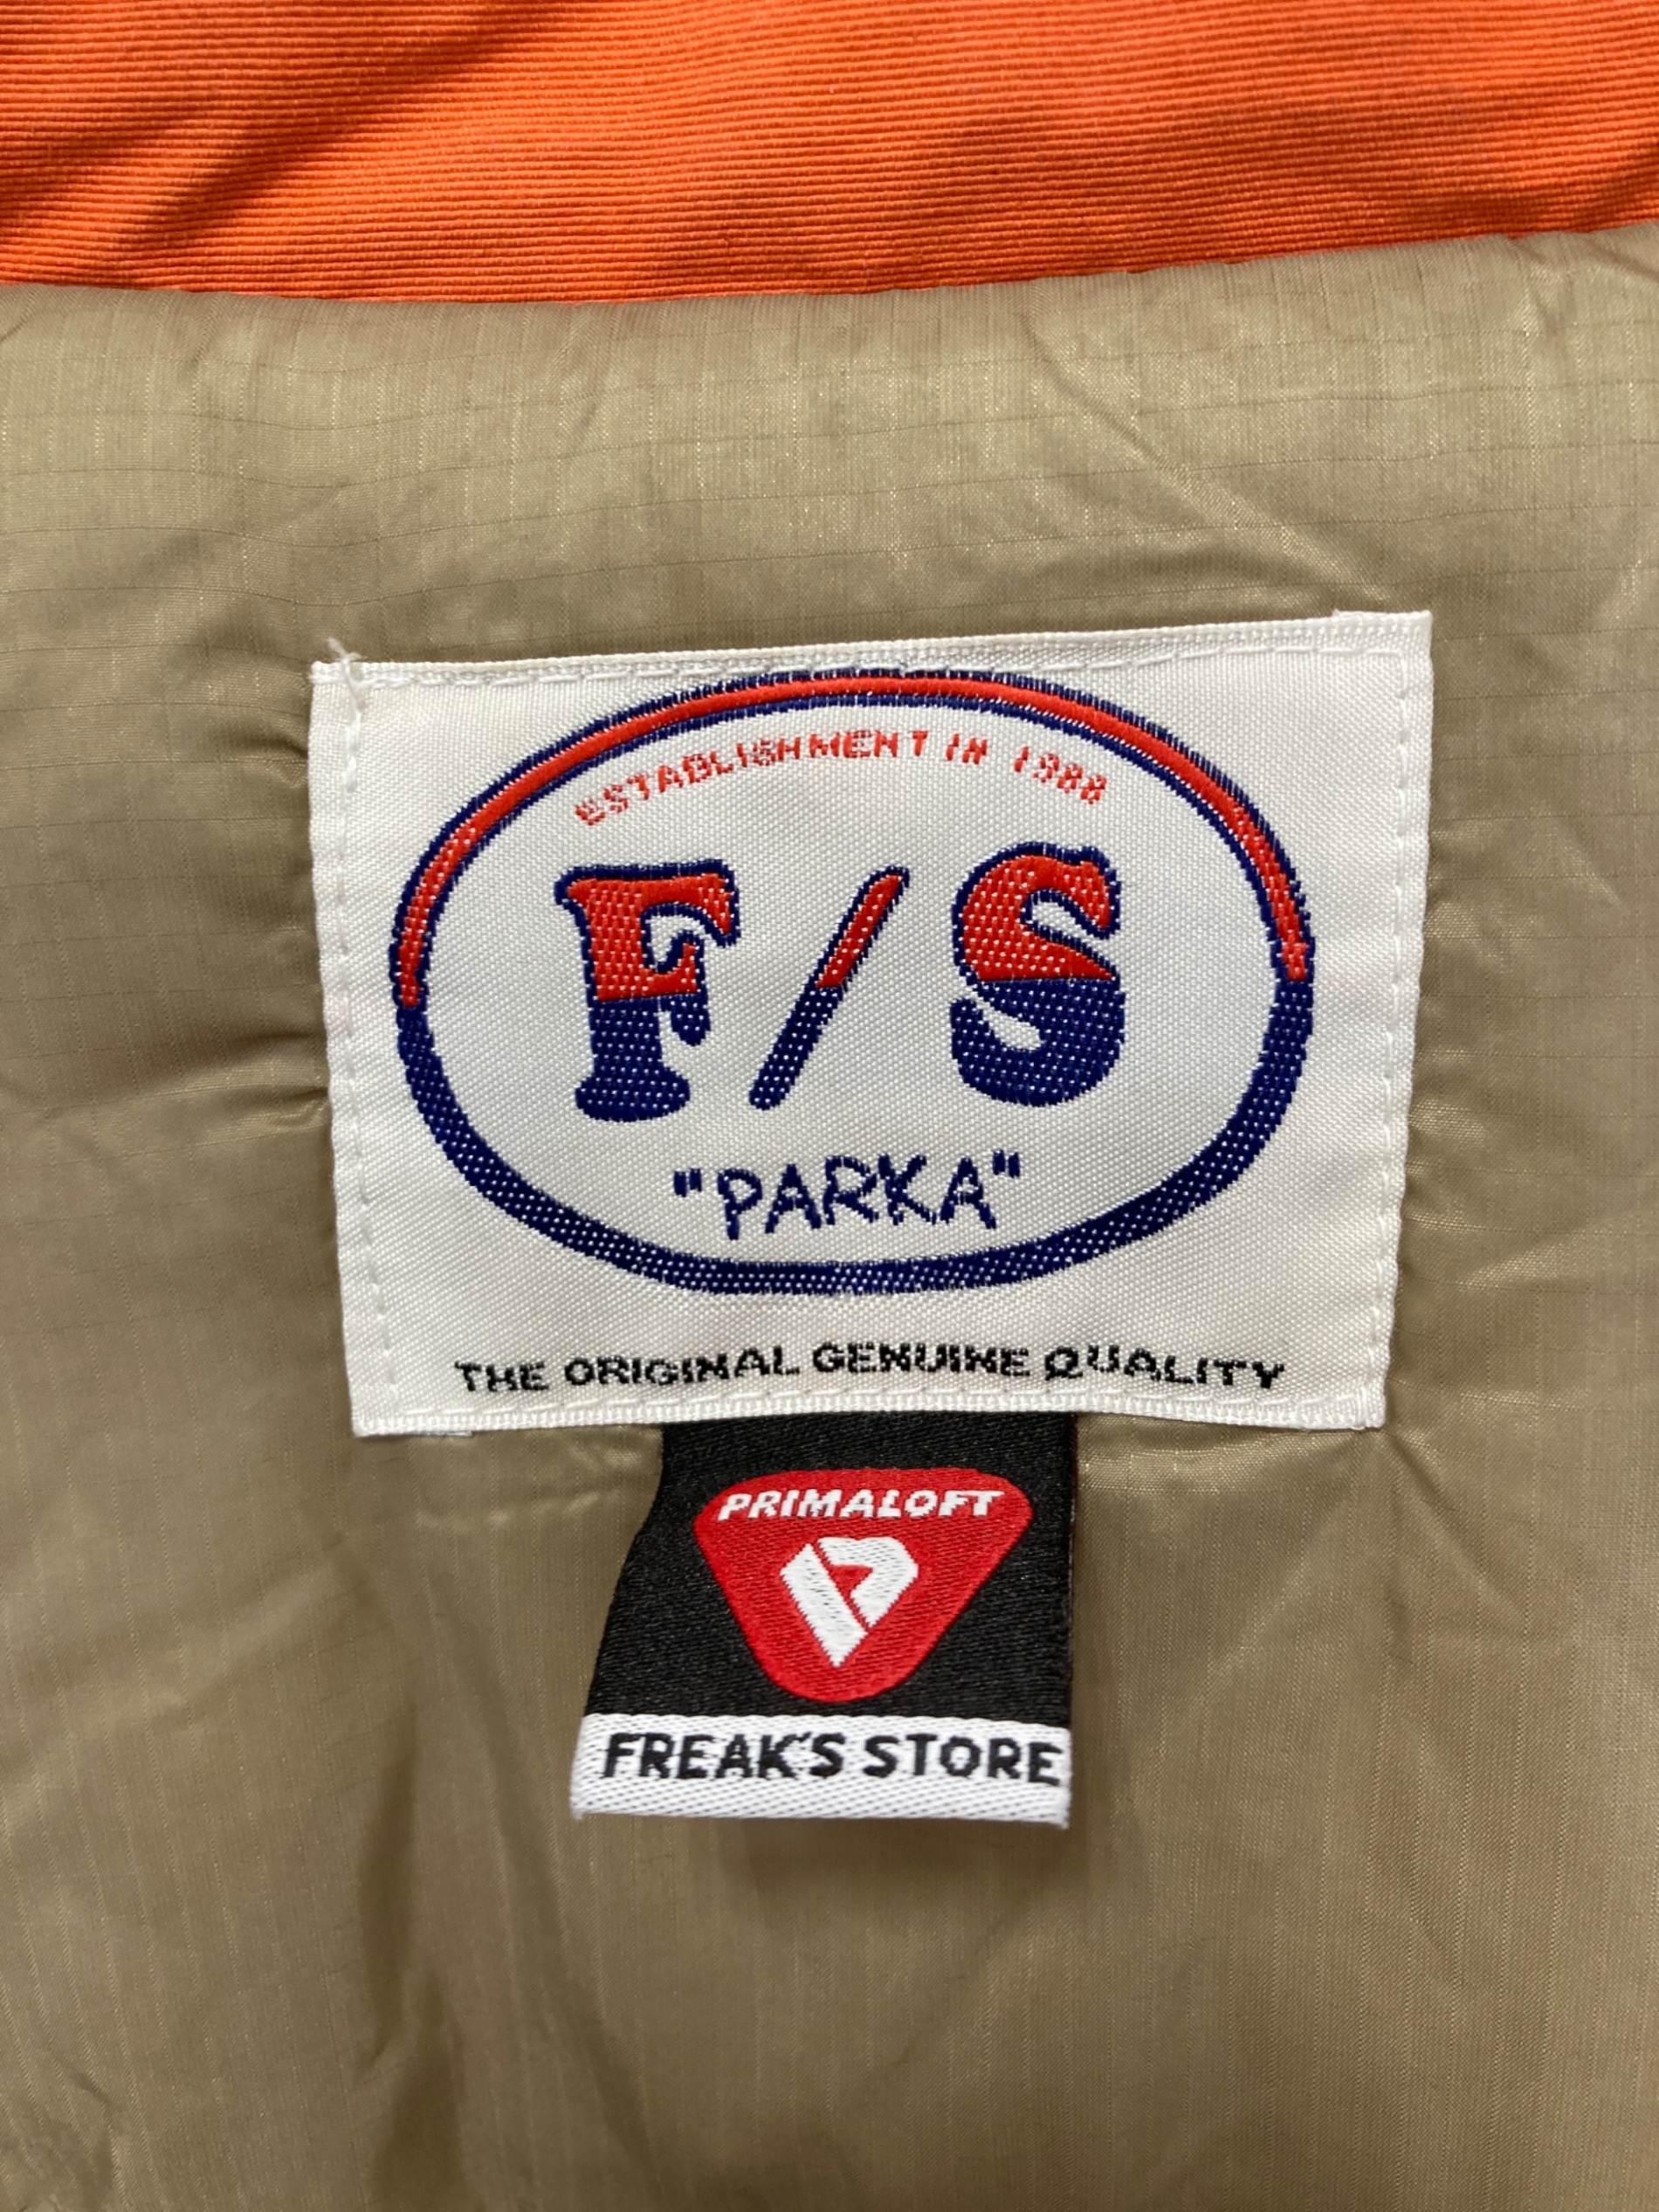 ESTABLISHMENT IN 1988
F/S
"PARKA"
THE ORIGINAL GENUINE QUALITY
PRIMALOFT
FREAK'S STORE